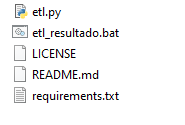 etl.py
etl_resultado.bat
LICENSE
README.md
requirements.txt